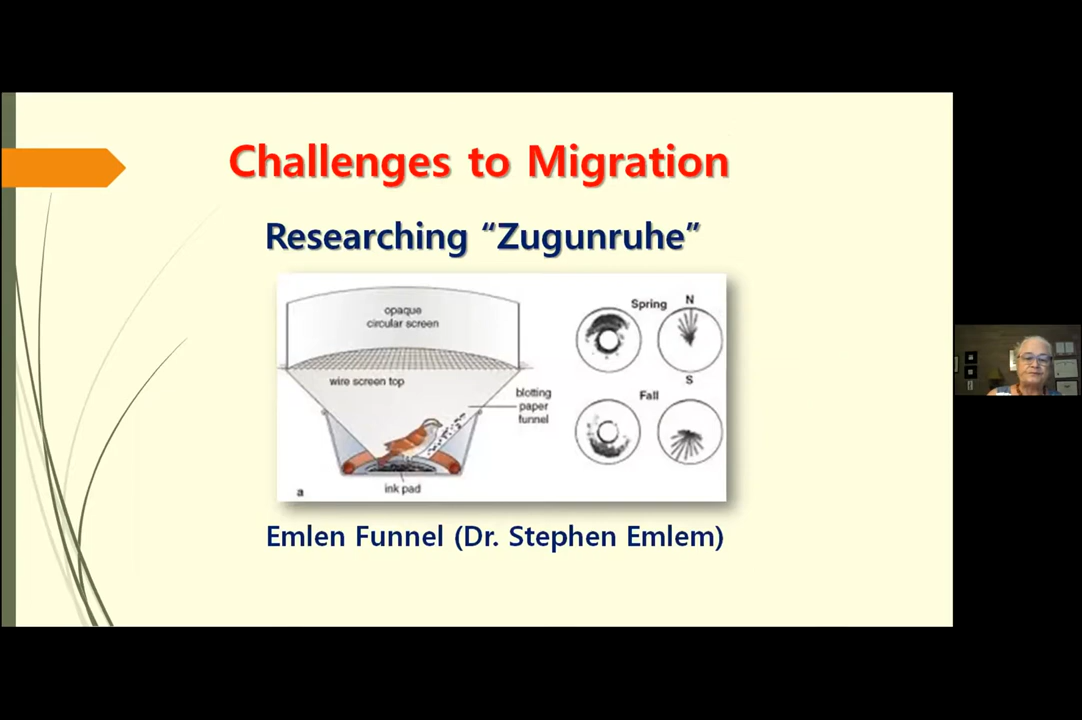 Challenges to Migration
Researching “Zugunruhe”
opaque
circular screen
wire screen top
blotting
paper
funnel
ink pad
a
Spring
N
S
Fall
Emlen Funnel (Dr. Stephen Emlem)